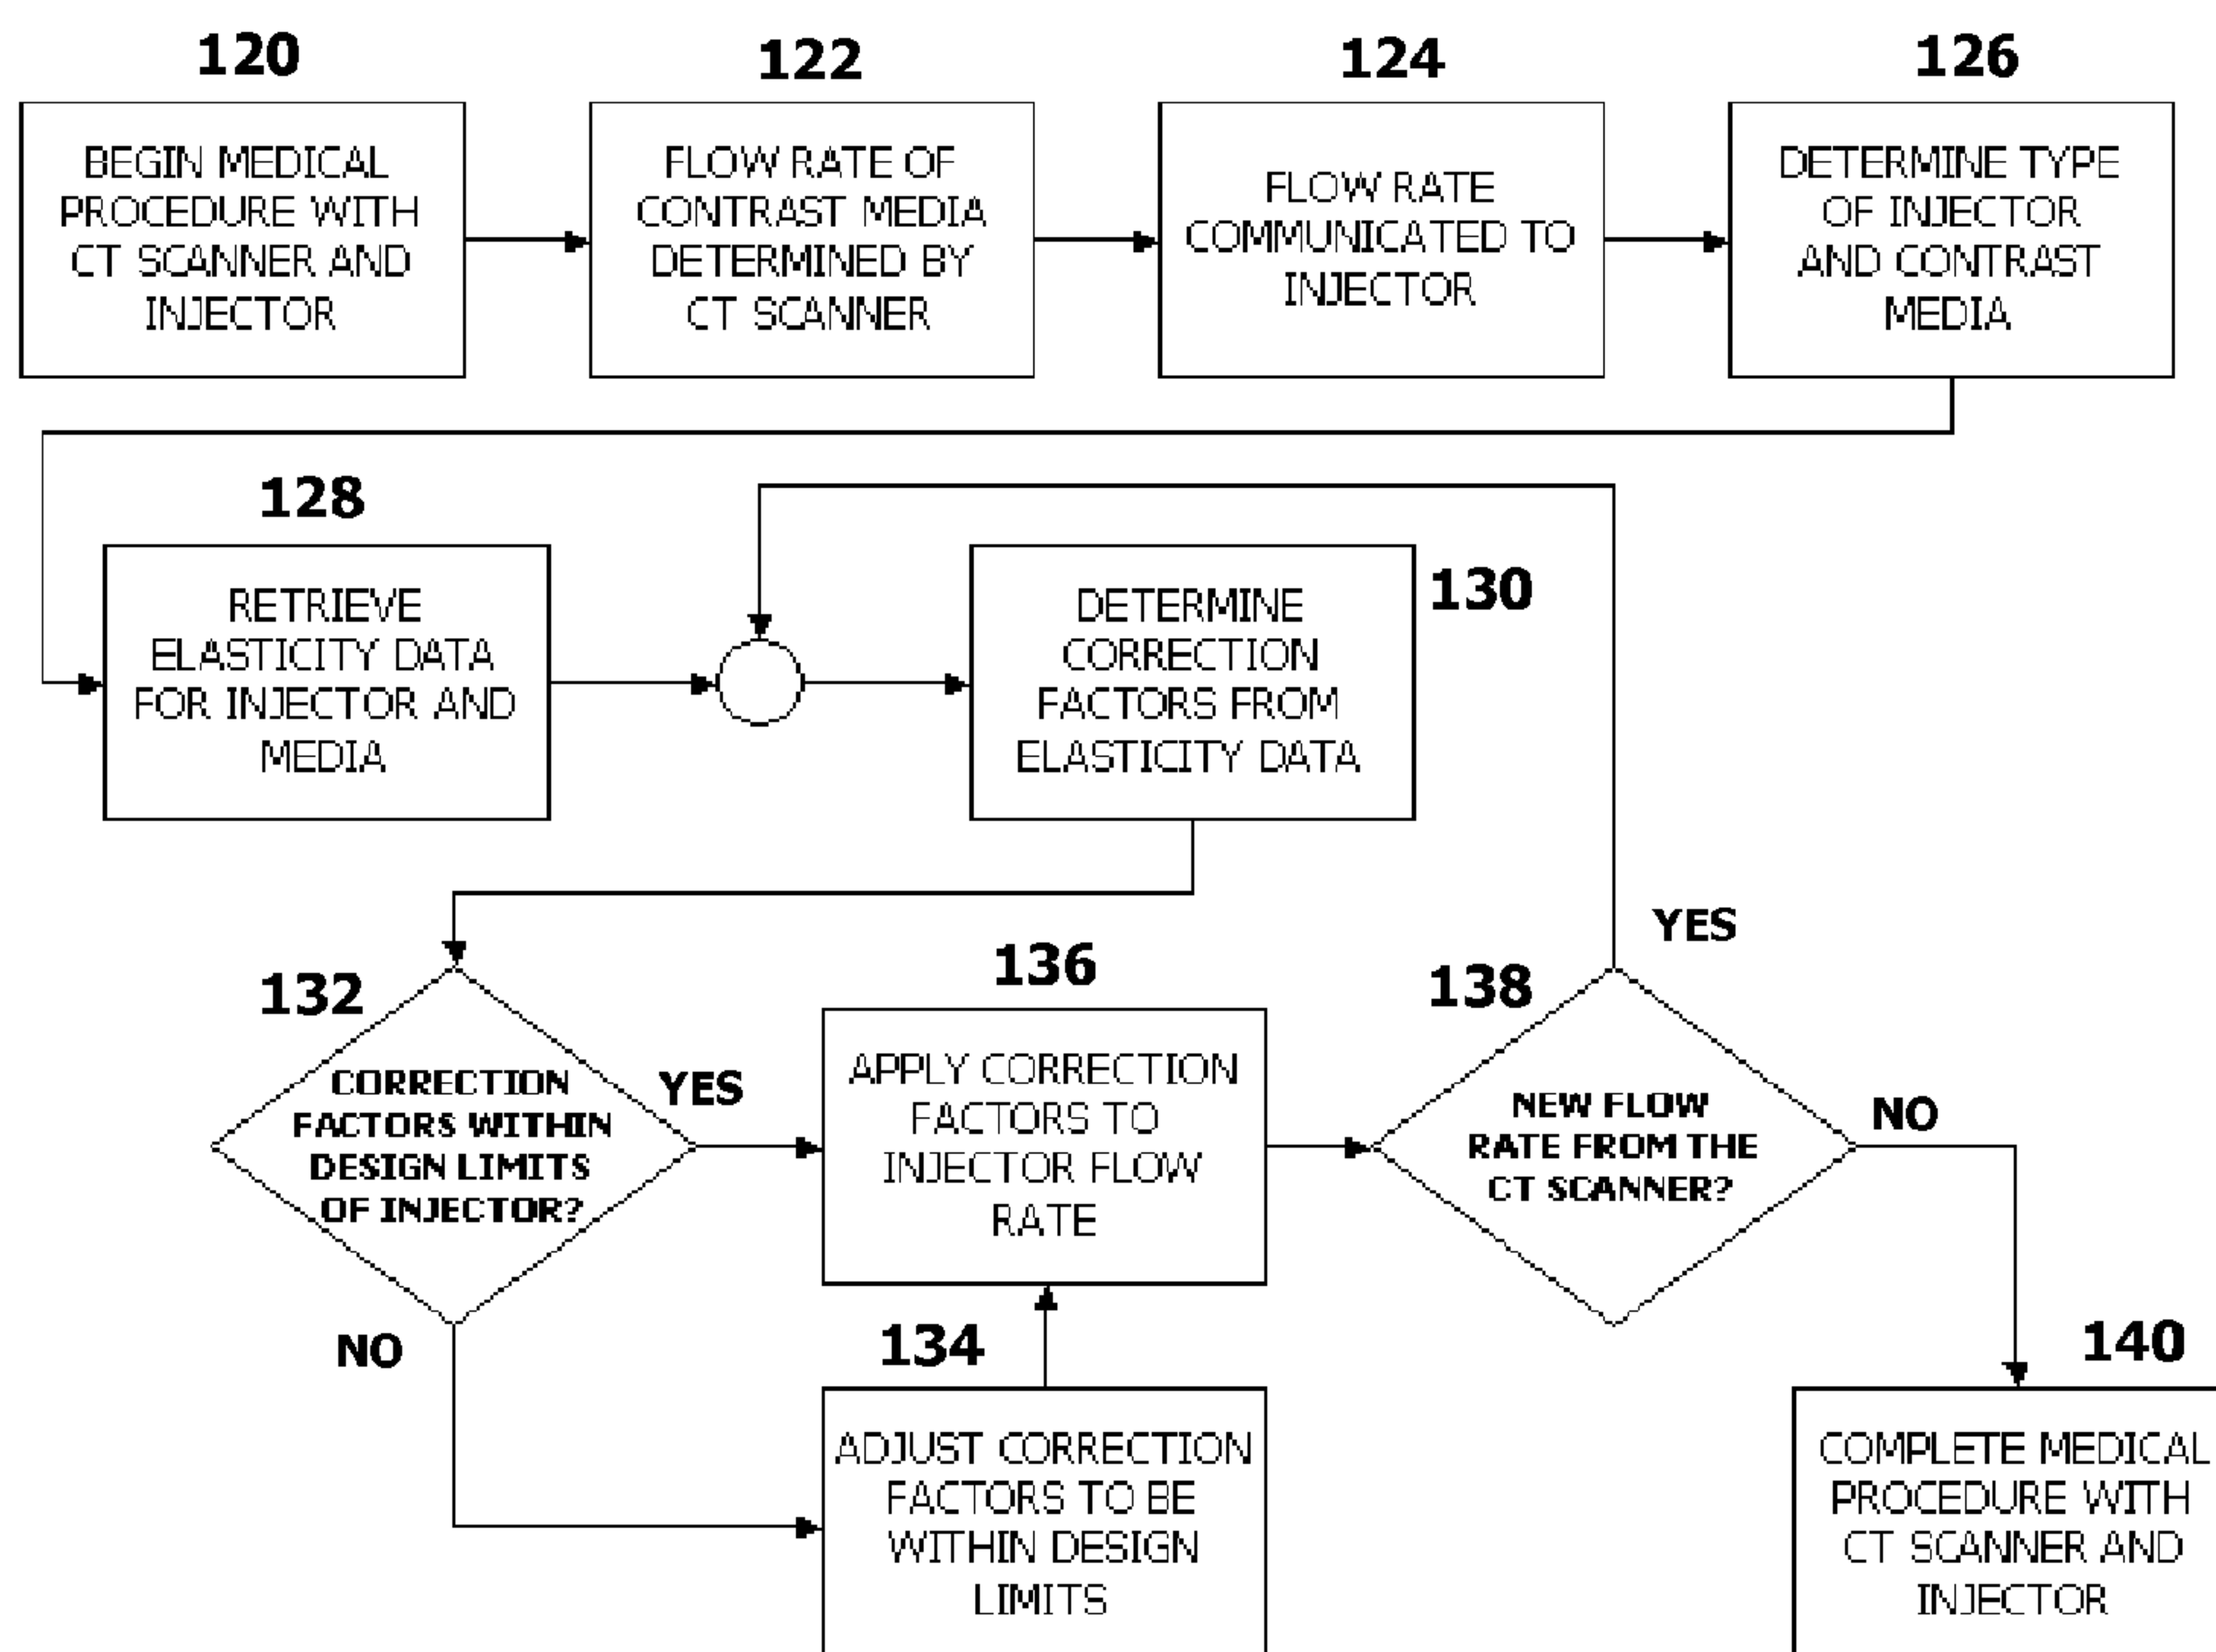 120
BEGIN MEDICAL
PROCEDURE WITH
CT SCANNER AND
INJECTOR
122
FLOW RATE OF
CONTRAST MEDIA
DETERMINED BY
CT SCANNER
124
FLOW RATE
COMMUNICATED TO
INJECTOR
126
DETERMINE TYPE
OF INJECTOR
AND CONTRAST
MEDIA
128
RETRIEVE
ELASTICITY DATA
FOR INJECTOR AND
MEDIA
130
DETERMINE
CORRECTION
FACTORS FROM
ELASTICITY DATA
132
CORRECTION
FACTORS WITHIN
DESIGN LIMITS
OF INJECTOR?
YES
NO
136
APPLY CORRECTION
FACTORS TO
INJECTOR FLOW
RATE
134
ADJUST CORRECTION
FACTORS TO BE
WITHIN DESIGN
LIMITS
138
NEW FLOW
RATE FROM THE
CT SCANNER?
YES
NO
140
COMPLETE MEDICAL
PROCEDURE WITH
CT SCANNER AND
INJECTOR